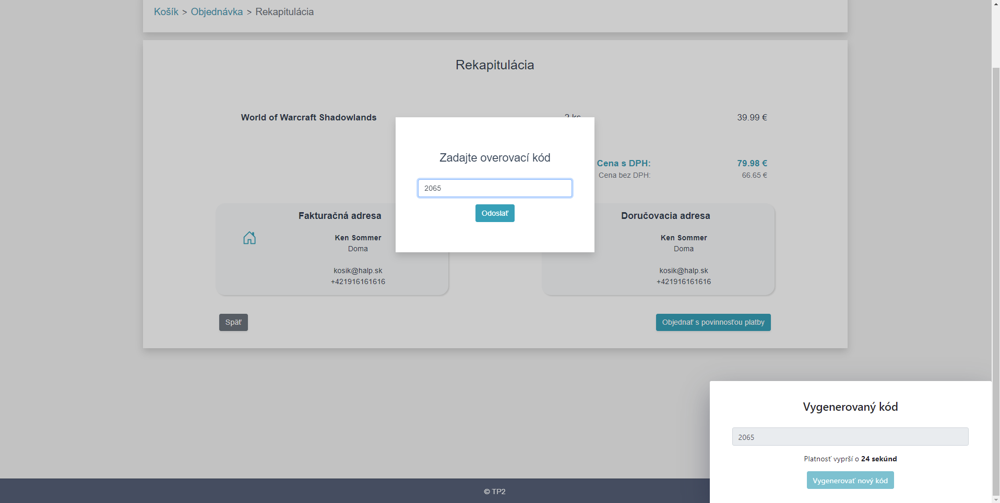 Košík > Objednávka > Rekapitulácia
Rekapitulácia
World of Warcraft Shadowlands 2 ks 39.99 €
Zadajte overovací kód
2065
Odoslať
Cena s DPH: 79.98 €
Cena bez DPH: 66.65 €
Fakturačná adresa
Ken Sommer
Doma
kosik@halp.sk
+421916161616
Doručovacia adresa
Ken Sommer
Doma
kosik@halp.sk
+421916161616
Späť
Objednať s povinnosťou platby
Vygenerovaný kód
2065
Platnosť vyprší o 24 sekúnd
Vygenerovať nový kód
© TP2